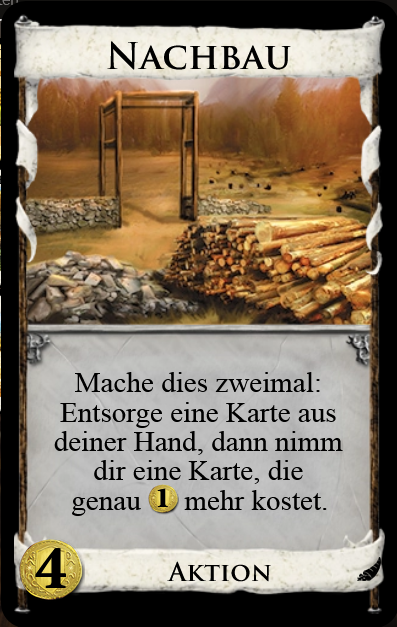 Nachbau
Mache dies zweimal:
Entsorge eine Karte aus
deiner Hand, dann nimm
dir eine Karte, die
genau 1 mehr kostet.
4
Aktion